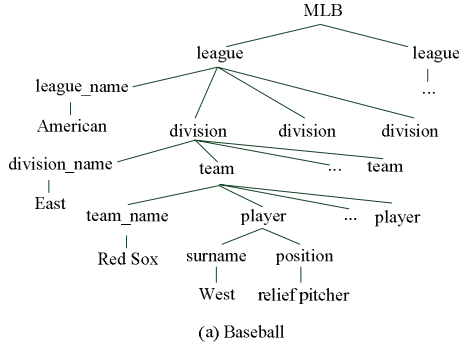 MLB
league league
league_name ...
American division division division
division_name team ... team
East
team_name player ... player
Red Sox surname position
West relief pitcher
(a) Baseball